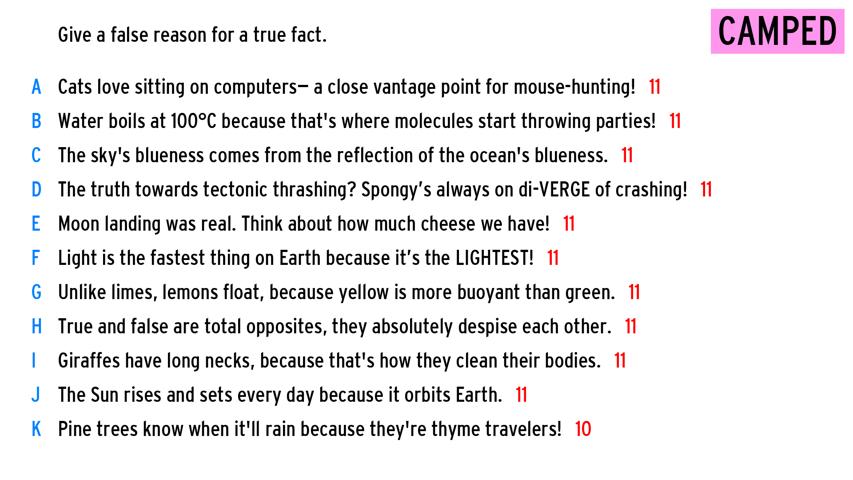 Give a false reason for a true fact.
CAMPED
A Cats love sitting on computers— a close vantage point for mouse-hunting! 11
B Water boils at 100°C because that's where molecules start throwing parties! 11
C The sky's blueness comes from the reflection of the ocean's blueness. 11
D The truth towards tectonic thrashing? Spongy’s always on di-VERGE of crashing! 11
E Moon landing was real. Think about how much cheese we have! 11
F Light is the fastest thing on Earth because it’s the LIGHTEST! 11
G Unlike limes, lemons float, because yellow is more buoyant than green. 11
H True and false are total opposites, they absolutely despise each other. 11
I Giraffes have long necks, because that's how they clean their bodies. 11
J The Sun rises and sets every day because it orbits Earth. 11
K Pine trees know when it'll rain because they're thyme travelers! 10